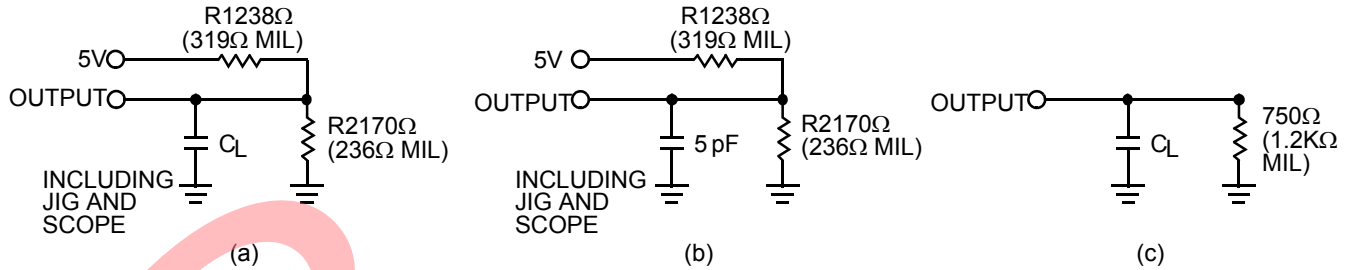 R1238Ω
(319Ω MIL)
5V
OUTPUT
CL
R2170Ω
(236Ω MIL)
INCLUDING
JIG AND
SCOPE
(a)
R1238Ω
(319Ω MIL)
5V
OUTPUT
5 pF
R2170Ω
(236Ω MIL)
INCLUDING
JIG AND
SCOPE
(b)
OUTPUT
CL
750Ω
(1.2KΩ
MIL)
(c)